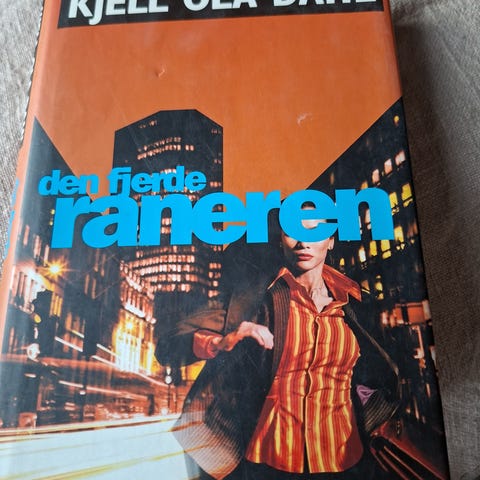 KJELL OLA DAHL
den fjerde
raneren